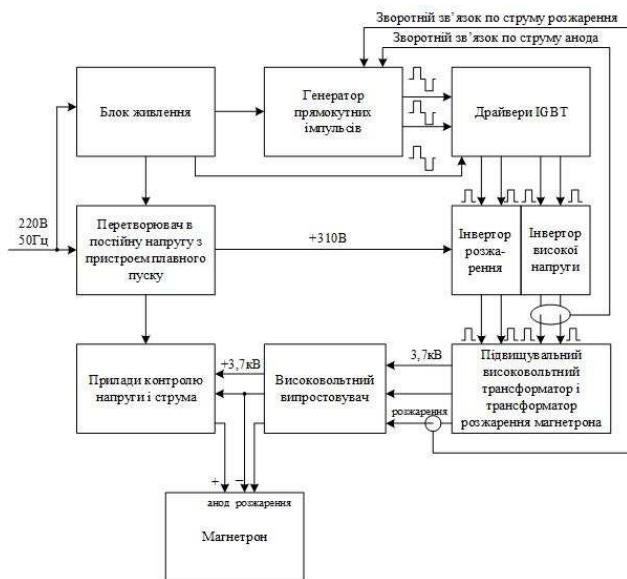 Зворотній зв’язок по струму розжарення
Зворотній зв’язок по струму анода
Блок живлення
Генератор
прямокутних
імпульсів
Драйвери IGBT
220В
50Гц
Перетворювач в
постійну напругу з
пристроєм плавного
пуску
+310В
Інвертор
розжа-
рення
Інвертор
високої
напруги
Прилади контролю
напруги і струма
+3,7кВ
Високовольтний
випростовувач
3,7кВ
розжарення
Підвищувальний
високовольтний
трансформатор і
трансформатор
розжарення магнетрона
+ –
анод розжарення
Магнетрон